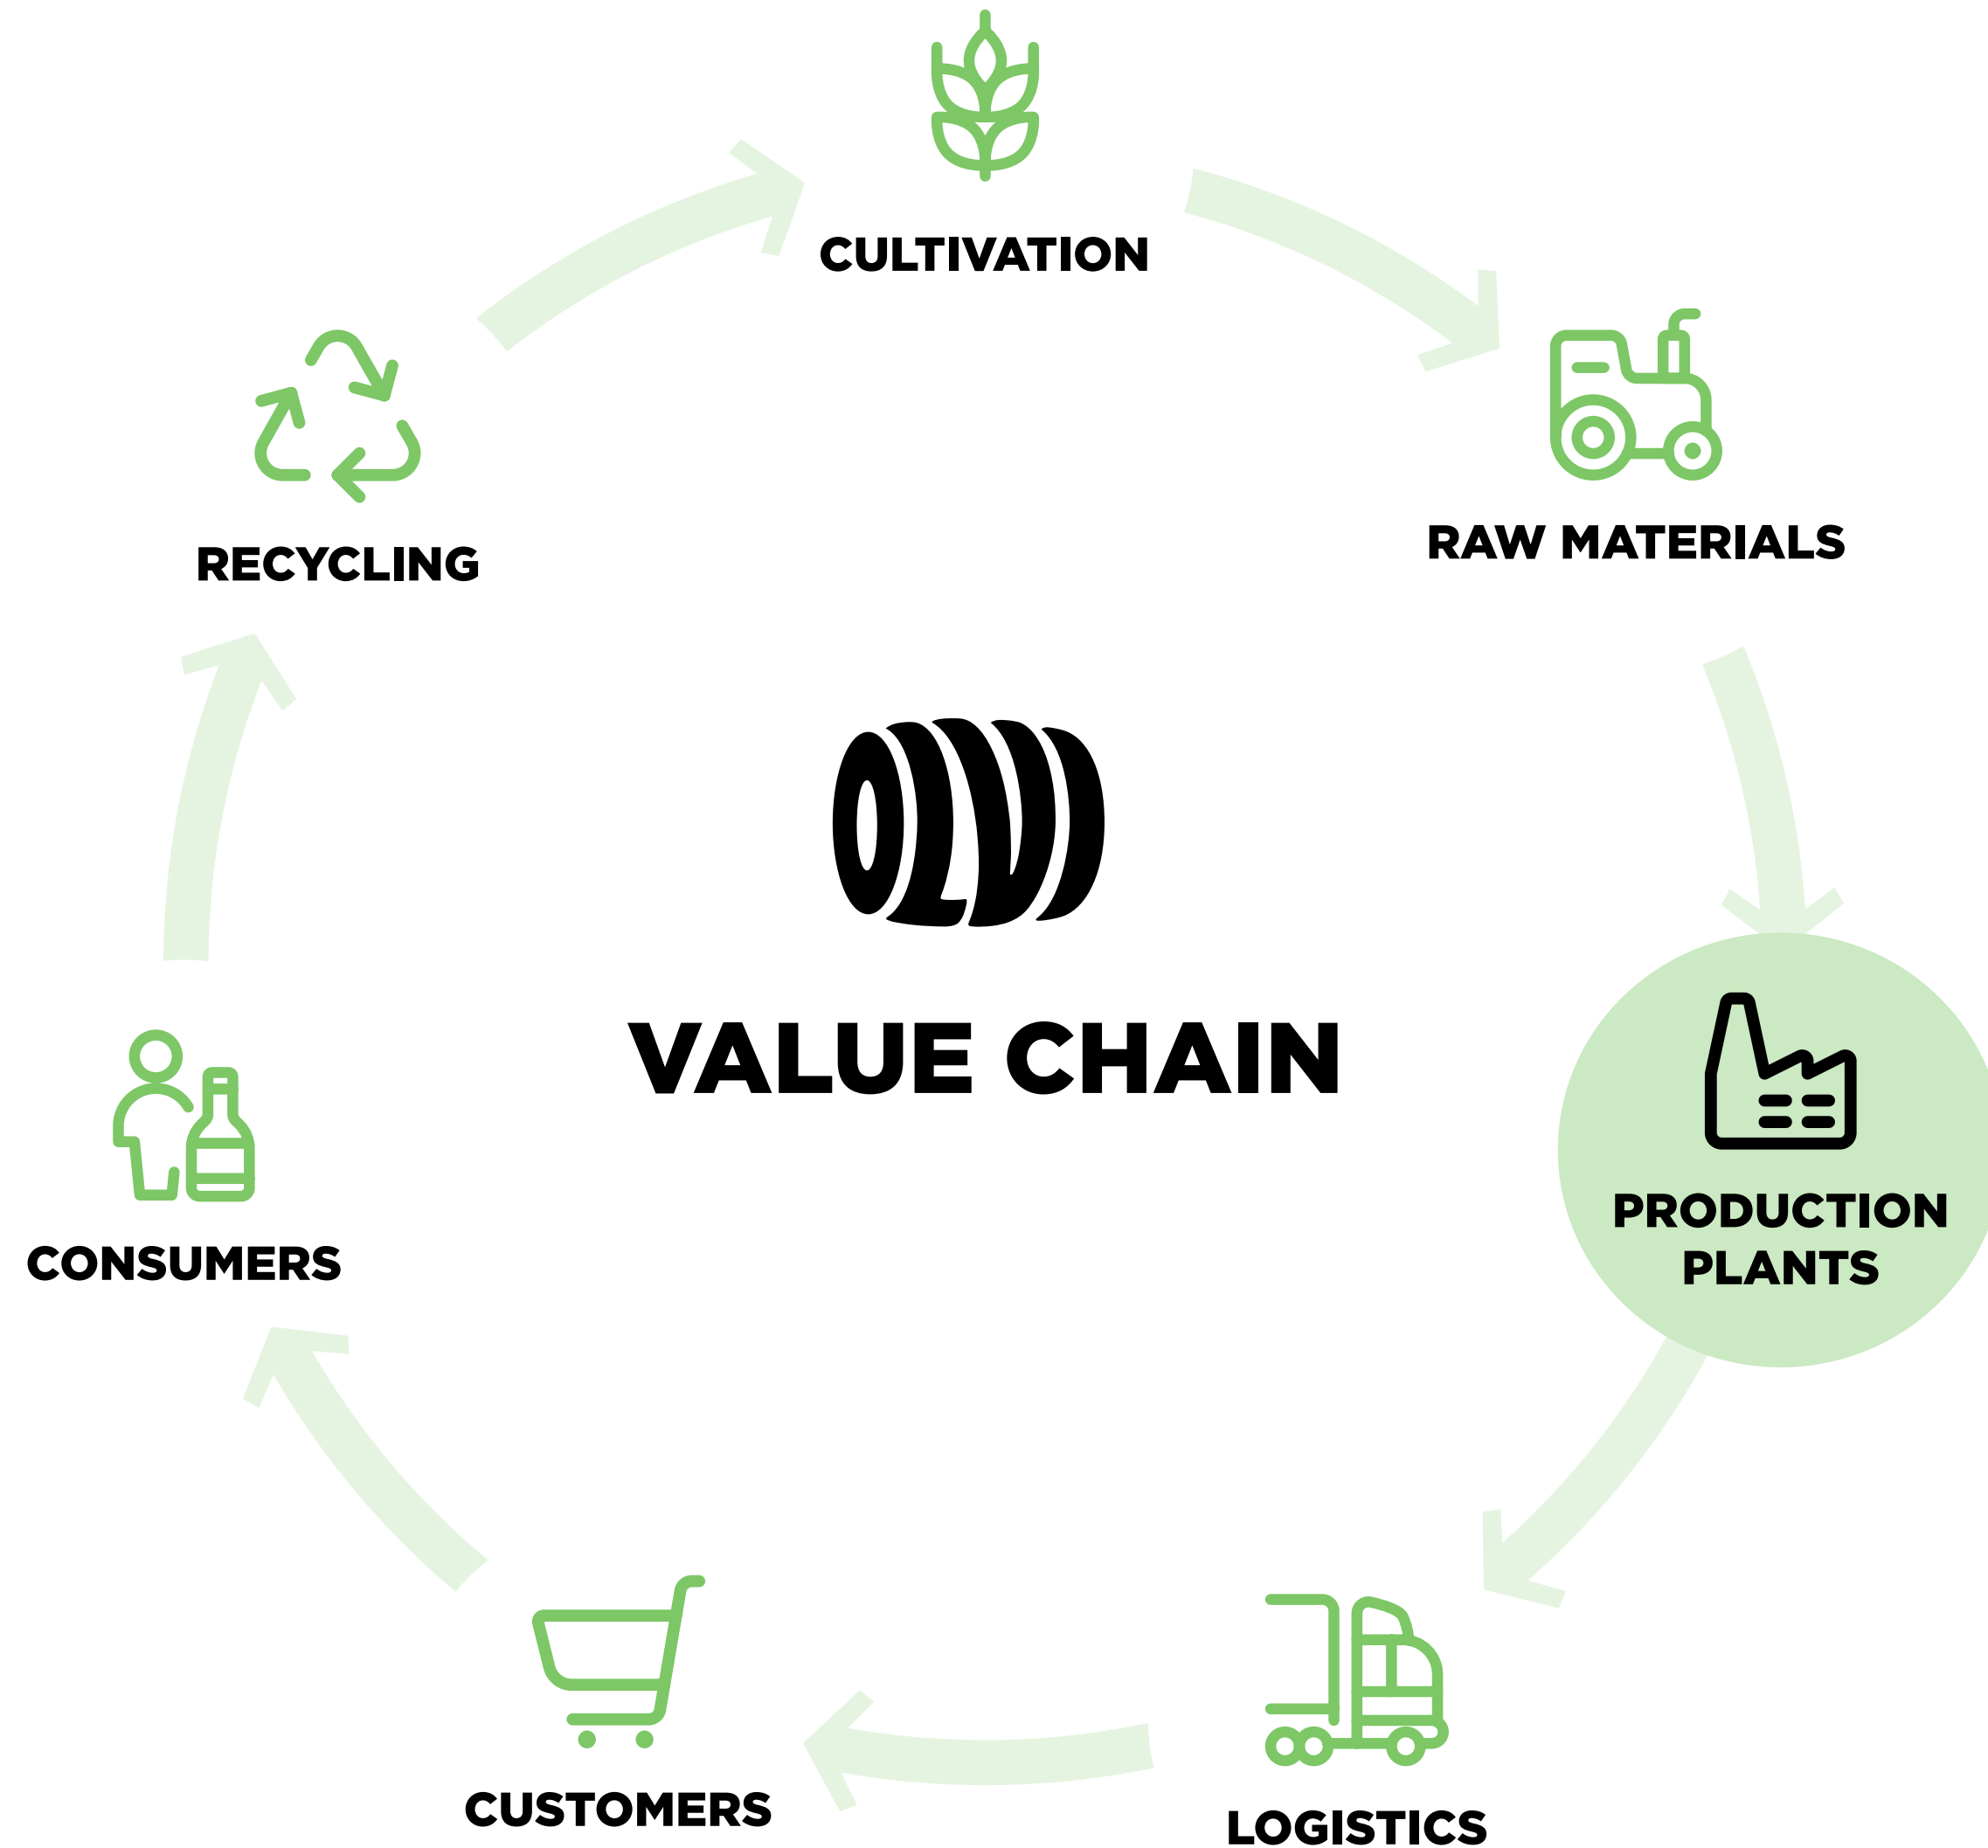 CULTIVATION
RAW MATERIALS
RECYCLING
VALUE CHAIN
PRODUCTION
PLANTS
CONSUMERS
CUSTOMERS
LOGISTICS